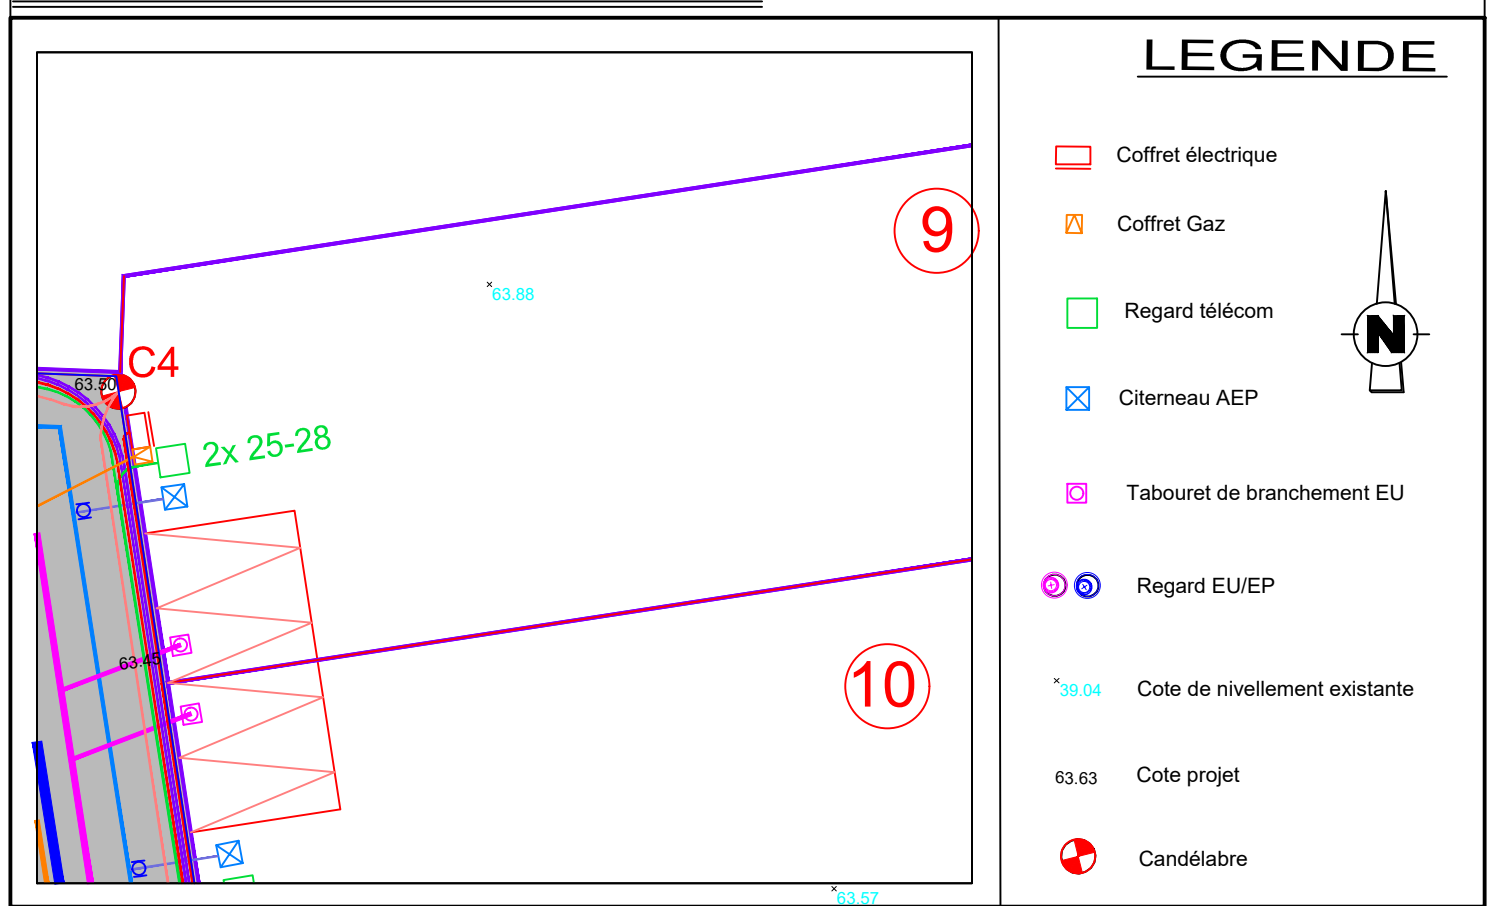 LEGENDE
Coffret électrique
Coffret Gaz
Regard télécom
Citerneau AEP
Tabouret de branchement EU
Regard EU/EP
39.04 Cote de nivellement existante
63.63 Cote projet
Candélabre
N
9
63.88
C4
63.50
2x 25-28
63.45
10
63.57